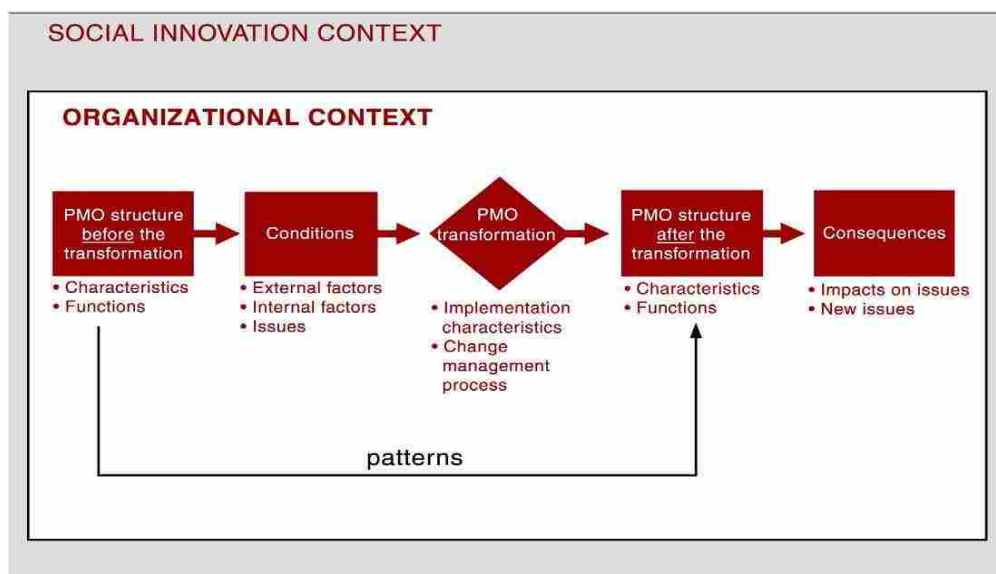 SOCIAL INNOVATION CONTEXT
ORGANIZATIONAL CONTEXT
PMO structure
before the
transformation
• Characteristics
• Functions
Conditions
• External factors
• Internal factors
• Issues
PMO
transformation
• Implementation
characteristics
• Change
management
process
PMO structure
after the
transformation
• Characteristics
• Functions
Consequences
• Impacts on issues
• New issues
patterns